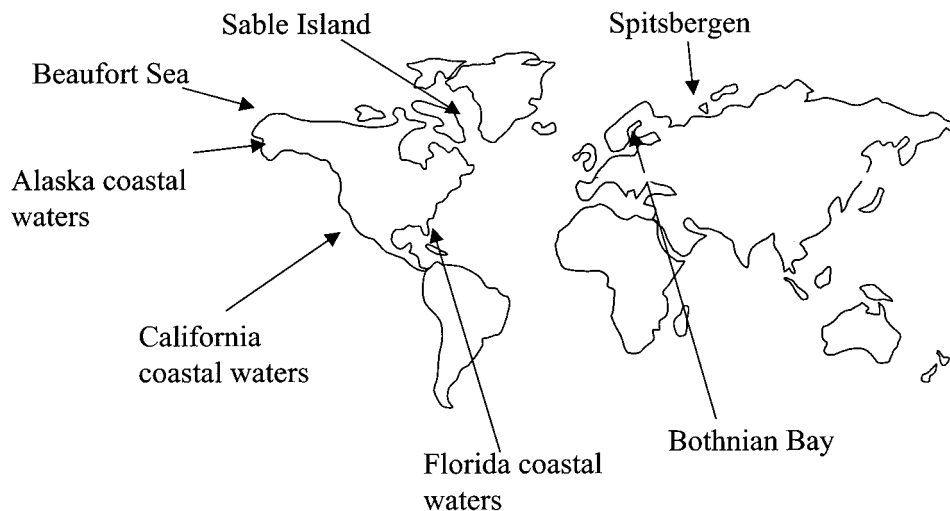 Sable Island
Spitsbergen
Beaufort Sea
Alaska coastal
waters
California
coastal waters
Florida coastal
waters
Bothnian Bay